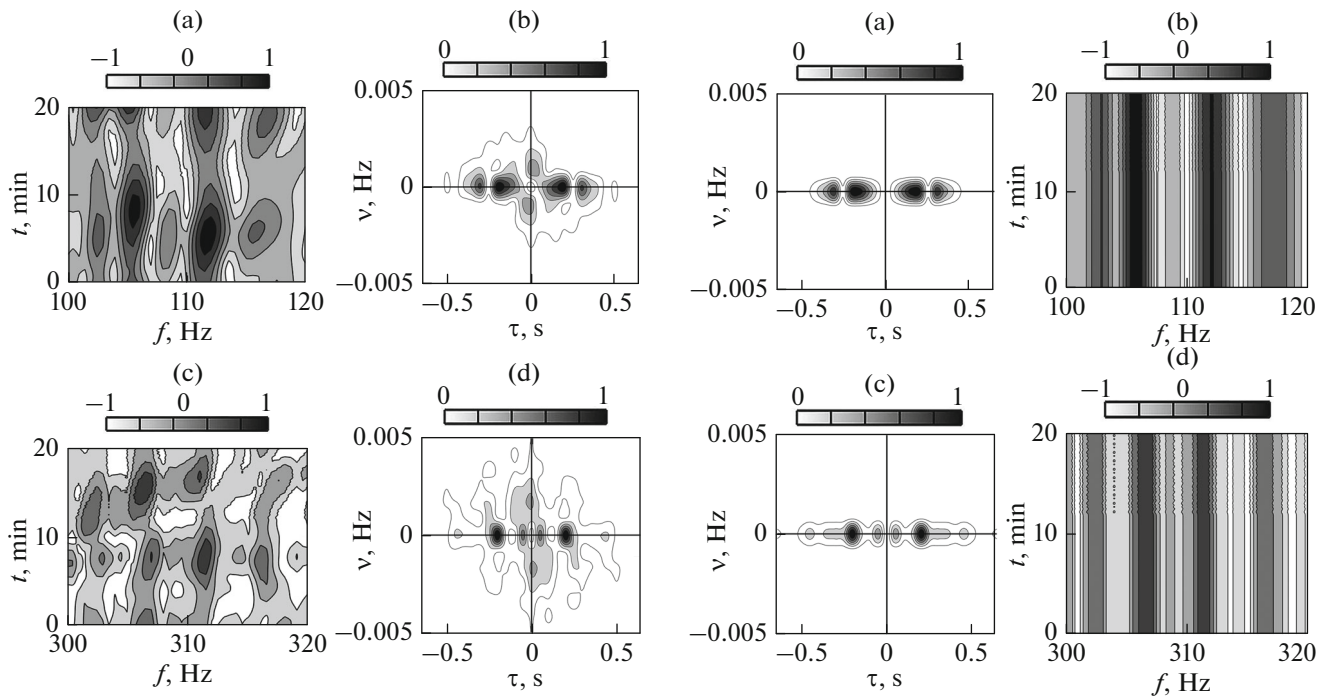 (a) (b) (a) (b)
−1 0 1 0 1 0 1 −1 0 1
20 0.005 0.005 20
t, min 10 ν, Hz 0 ν, Hz 0 t, min 10
0 −0.005 −0.005 0
100 110 120 −0.5 0 0.5 −0.5 0 0.5 100 110 120
f, Hz τ, s τ, s f, Hz
(c) (d) (c) (d)
−1 0 1 0 1 0 1 −1 0 1
20 0.005 0.005 20
t, min 10 ν, Hz 0 ν, Hz 0 t, min 10
0 −0.005 −0.005 0
300 310 320 −0.5 0 0.5 −0.5 0 0.5 300 310 320
f, Hz τ, s τ, s f, Hz